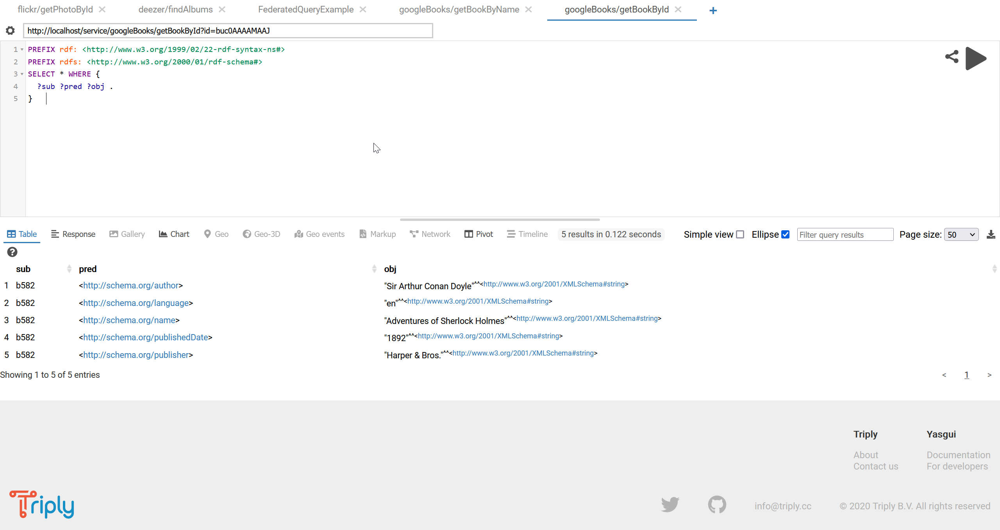 flickr/getPhotoById deezer/findAlbums FederatedQueryExample googleBooks/getBookByName googleBooks/getBookById +
http://localhost/service/googleBooks/getBookById?id=buc0AAAAMAAJ
1 PREFIX rdf: <http://www.w3.org/1999/02/22-rdf-syntax-ns#>
2 PREFIX rdfs: <http://www.w3.org/2000/01/rdf-schema#>
3 SELECT * WHERE {
4 ?sub ?pred ?obj .
5 }
Table Response Gallery Chart Geo Geo-3D Geo events Markup Network Pivot Timeline 5 results in 0.122 seconds Simple view Ellipse Filter query results Page size: 50
?
sub pred obj
1 b582 <http://schema.org/author> "Sir Arthur Conan Doyle"^^<http://www.w3.org/2001/XMLSchema#string>
2 b582 <http://schema.org/language> "en"^^<http://www.w3.org/2001/XMLSchema#string>
3 b582 <http://schema.org/name> "Adventures of Sherlock Holmes"^^<http://www.w3.org/2001/XMLSchema#string>
4 b582 <http://schema.org/publishedDate> "1892"^^<http://www.w3.org/2001/XMLSchema#string>
5 b582 <http://schema.org/publisher> "Harper & Bros."^^<http://www.w3.org/2001/XMLSchema#string>
Showing 1 to 5 of 5 entries < 1 >
Triply Yasgui
About Documentation
Contact us For developers
Triply info@triply.cc © 2020 Triply B.V. All rights reserved